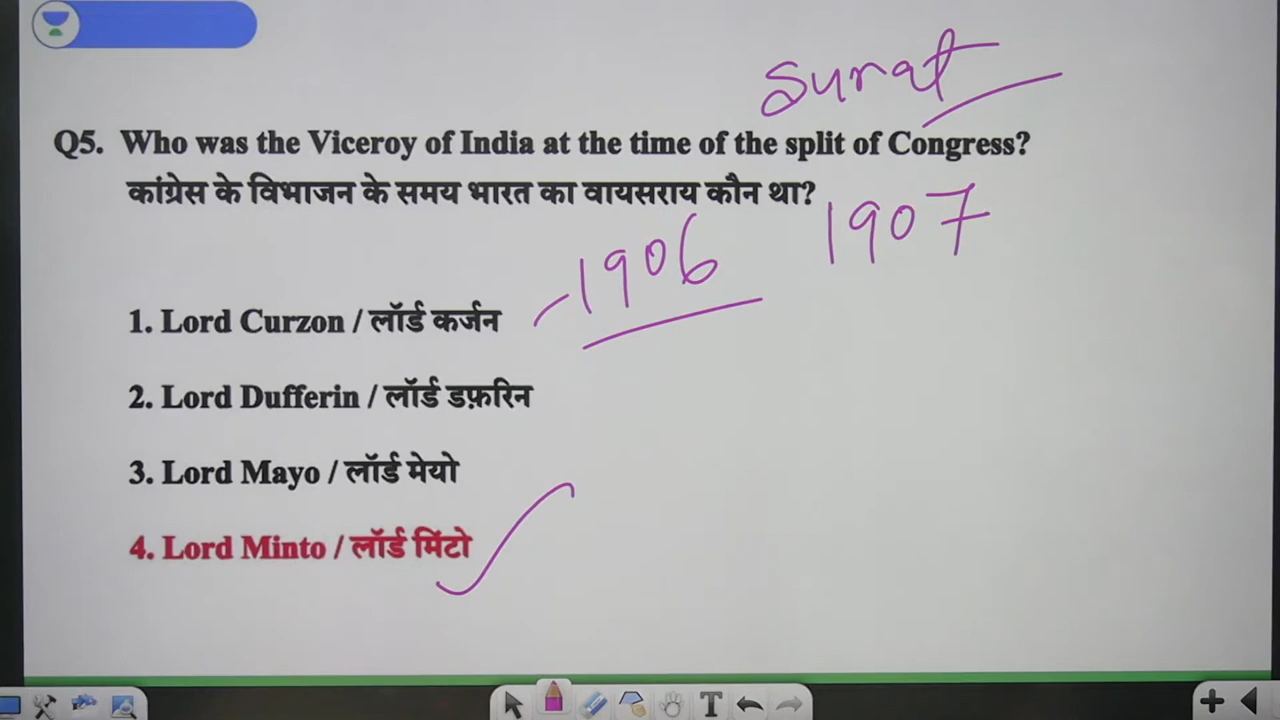 Surat
Q5. Who was the Viceroy of India at the time of the split of Congress?
कांग्रेस के विभाजन के समय भारत का वायसराय कौन था?
1907
-1906
1. Lord Curzon / लॉर्ड कर्जन
2. Lord Dufferin / लॉर्ड डफ़रिन
3. Lord Mayo / लॉर्ड मेयो
4. Lord Minto / लॉर्ड मिंटो
T